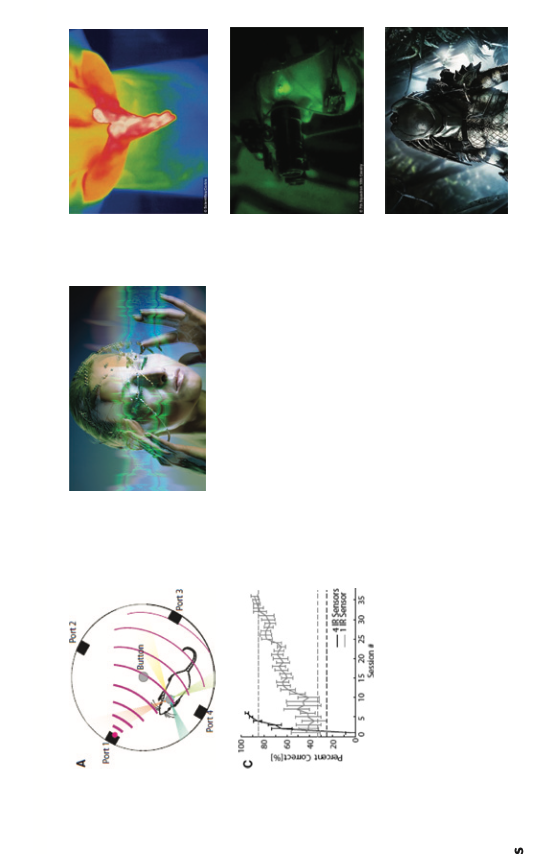 A
Port 1
Port 2
Port 3
Port 4
Button
C
Percent Correct[%]
100
80
60
40
20
0
0
5
10
15
20
25
30
35
Session #
4 IR Sensors
1 IR Sensor
s